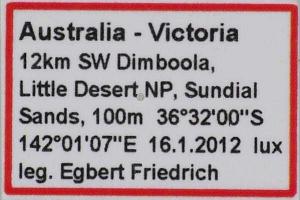 Australia - Victoria
12km SW Dimboola,
Little Desert NP, Sundial
Sands, 100m 36°32'00"S
142°01'07"E 16.1.2012 lux
leg. Egbert Friedrich